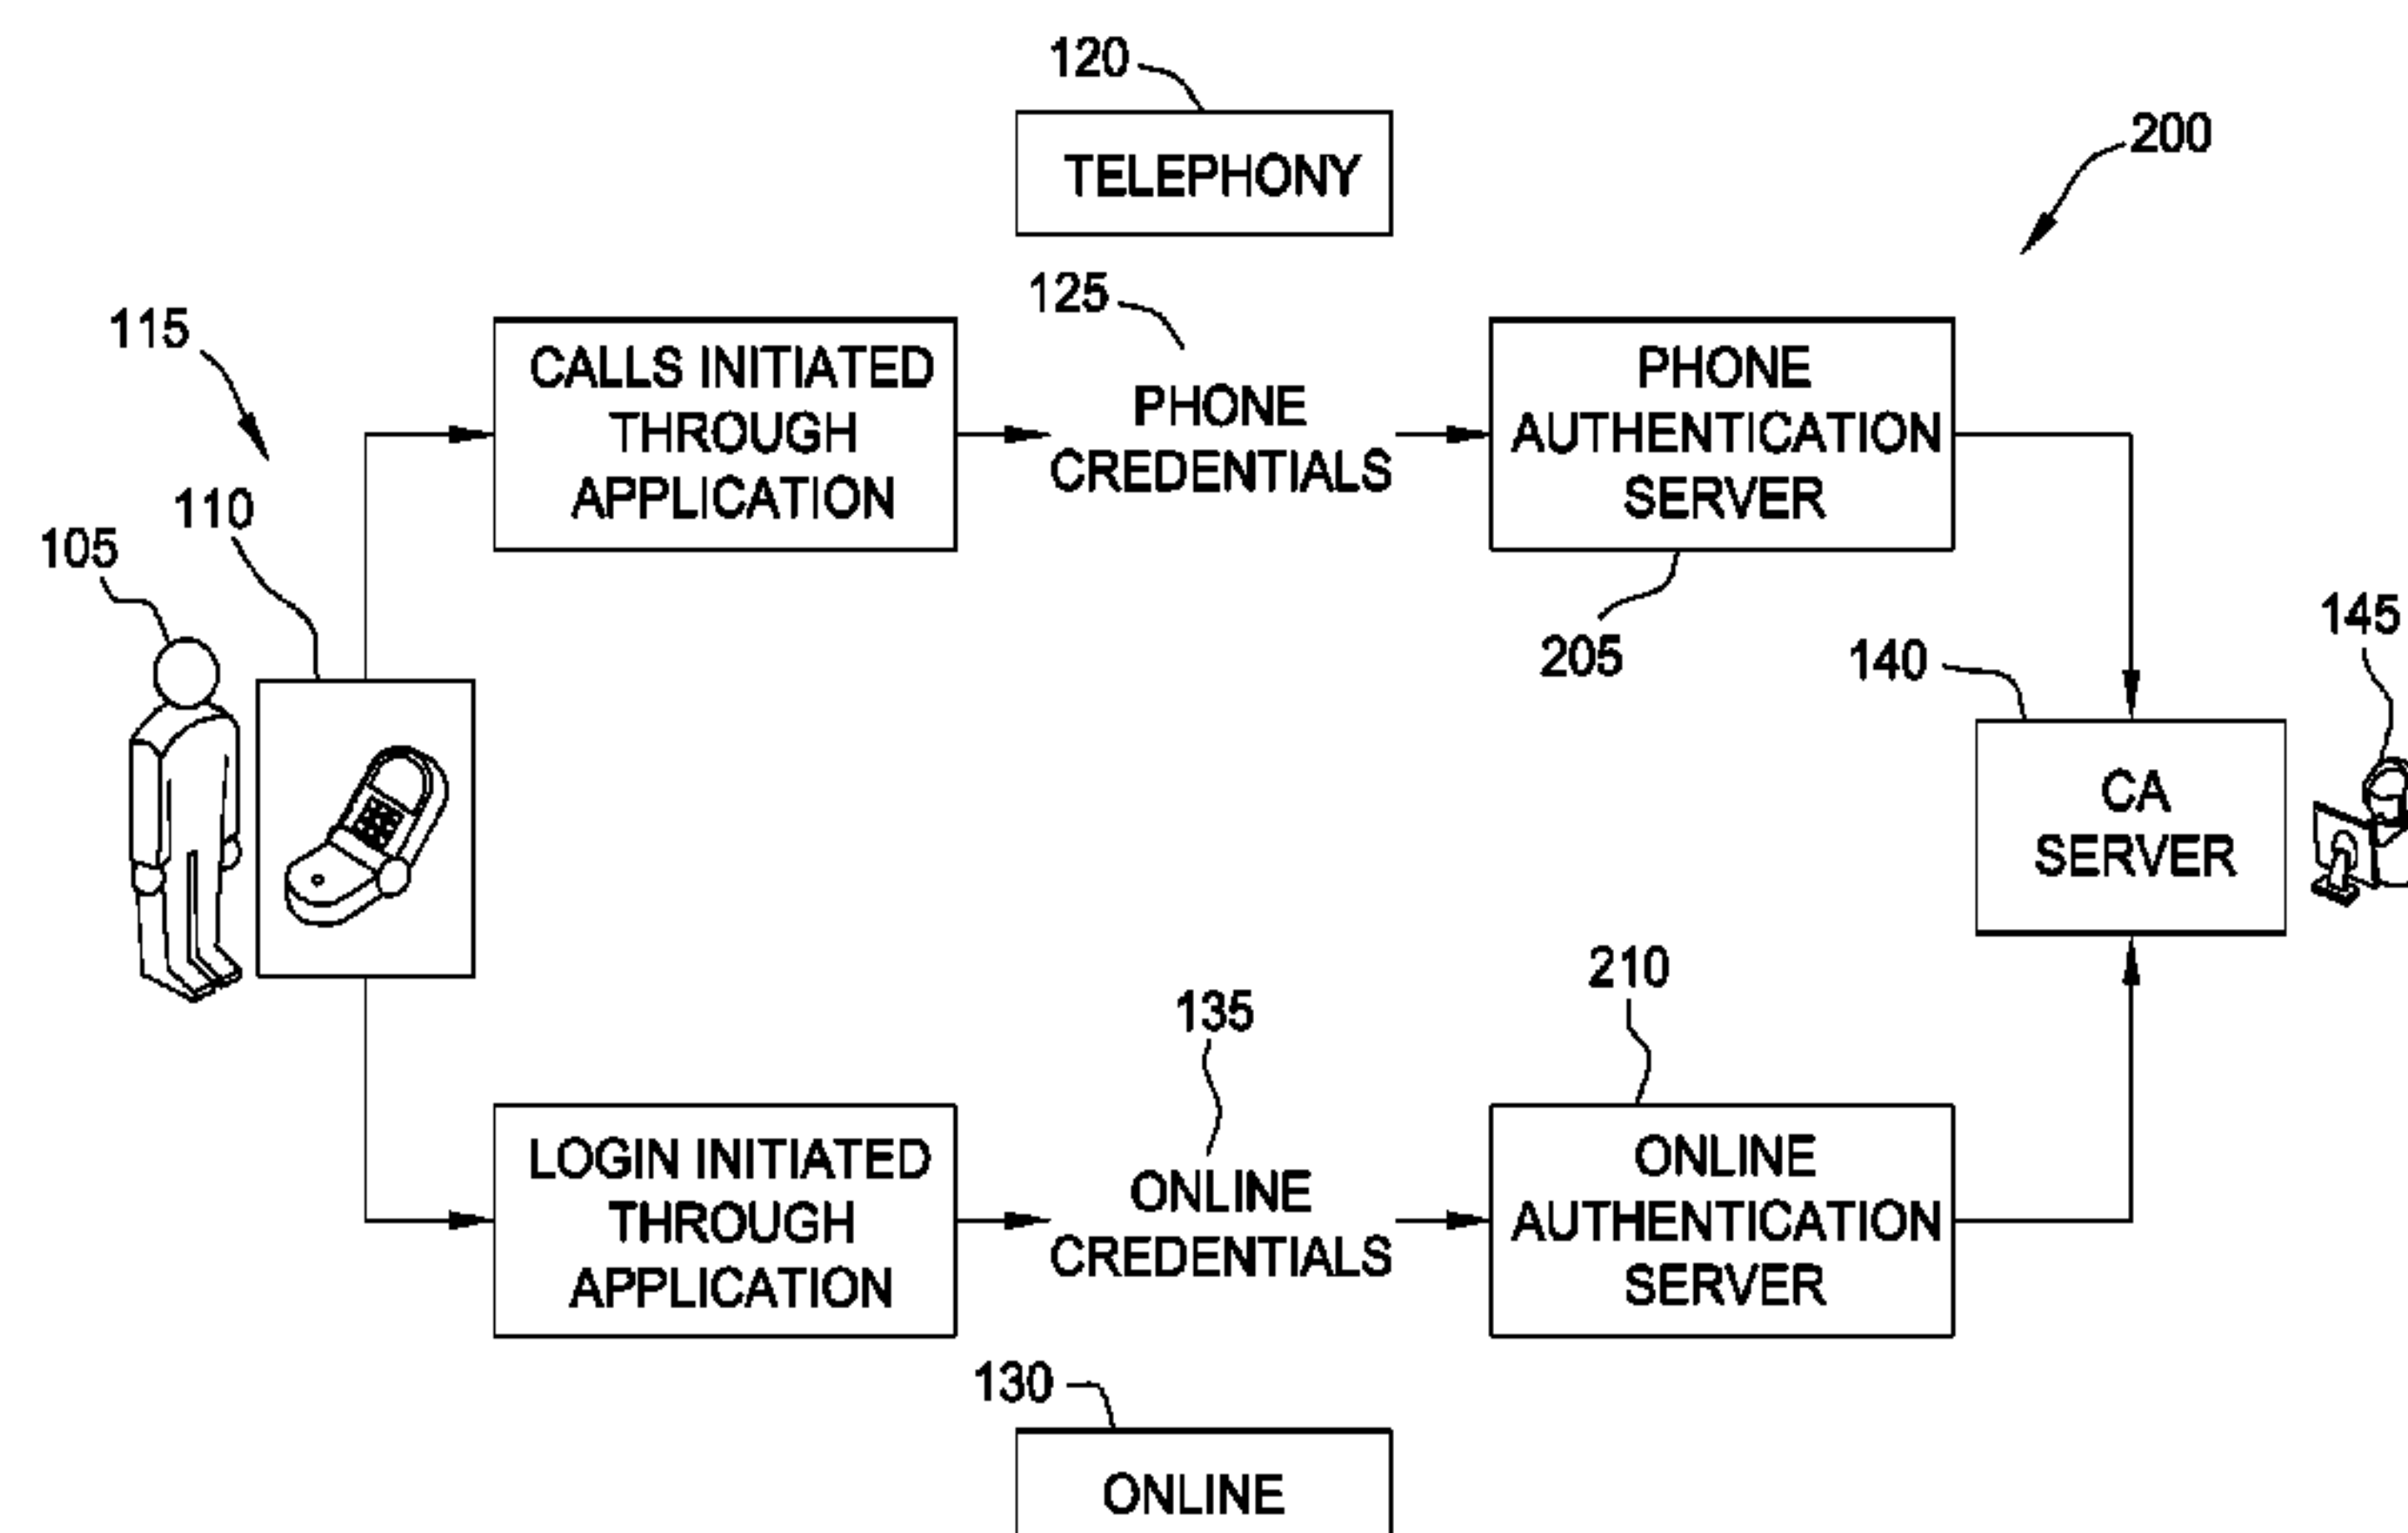 120
TELEPHONY
200
125
115
CALLS INITIATED
THROUGH
APPLICATION
PHONE
CREDENTIALS
PHONE
AUTHENTICATION
SERVER
110
105
205
140
145
CA
SERVER
210
135
LOGIN INITIATED
THROUGH
APPLICATION
ONLINE
CREDENTIALS
ONLINE
AUTHENTICATION
SERVER
130
ONLINE